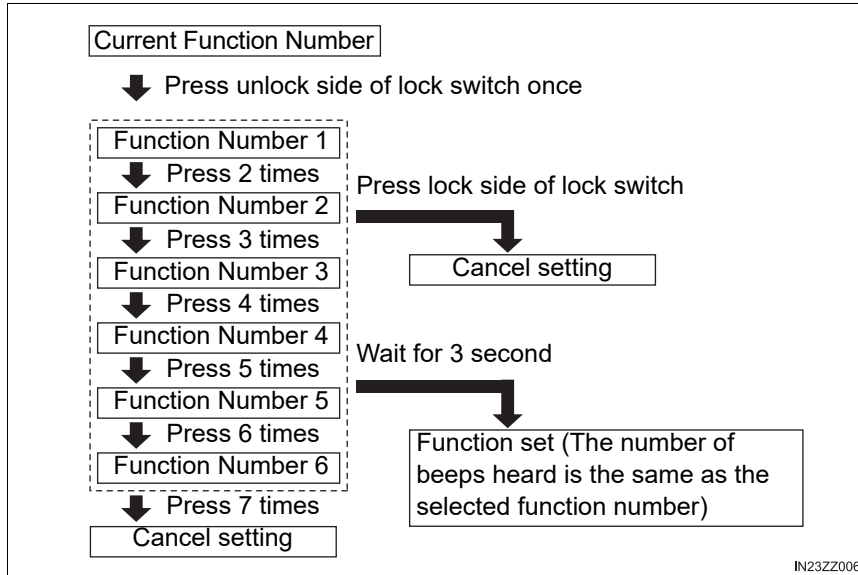 Current Function Number
Press unlock side of lock switch once
Function Number 1
Press 2 times
Function Number 2
Press 3 times
Function Number 3
Press 4 times
Function Number 4
Press 5 times
Function Number 5
Press 6 times
Function Number 6
Press 7 times
Cancel setting
Press lock side of lock switch
Cancel setting
Wait for 3 second
Function set (The number of
beeps heard is the same as the
selected function number)
IN23ZZ006